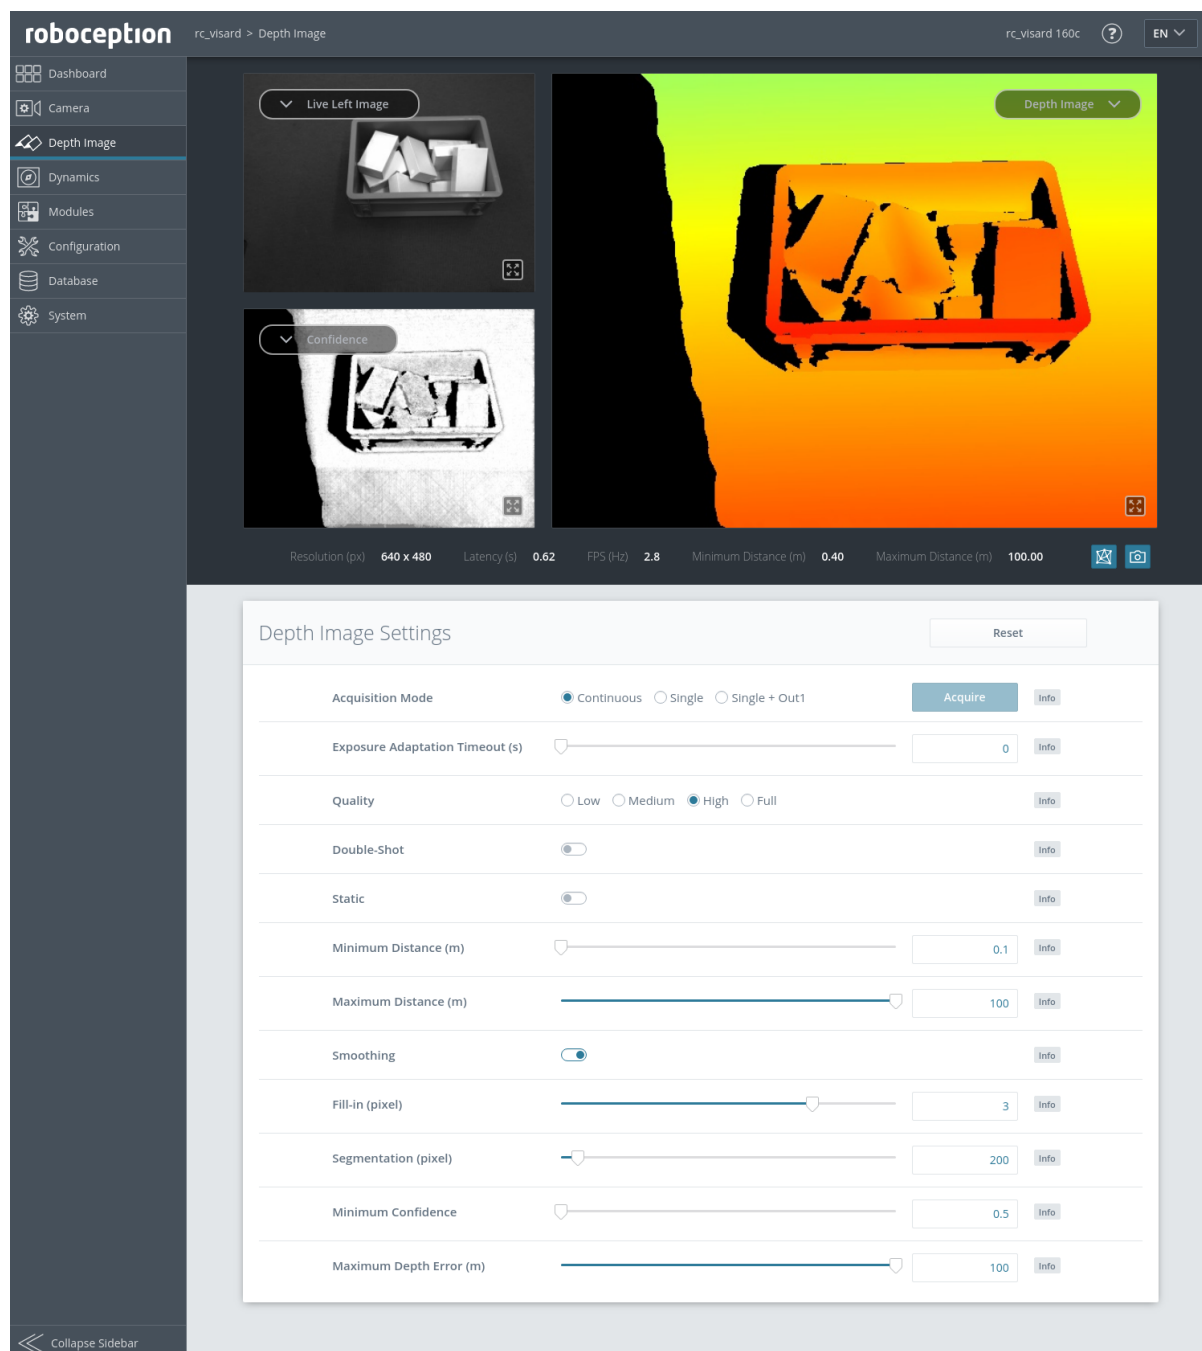 roboception
rc_visard > Depth Image
rc_visard 160c
?
EN
Dashboard
Camera
Depth Image
Dynamics
Modules
Configuration
Database
System
Live Left Image
Depth Image
Confidence
Resolution (px) 640 x 480 Latency (s) 0.62 FPS (Hz) 2.8 Minimum Distance (m) 0.40 Maximum Distance (m) 100.00
Depth Image Settings
Reset
Acquisition Mode Continuous Single Single + Out1 Acquire Info
Exposure Adaptation Timeout (s) 0 Info
Quality Low Medium High Full Info
Double-Shot Info
Static Info
Minimum Distance (m) 0.1 Info
Maximum Distance (m) 100 Info
Smoothing Info
Fill-in (pixel) 3 Info
Segmentation (pixel) 200 Info
Minimum Confidence 0.5 Info
Maximum Depth Error (m) 100 Info
Collapse Sidebar